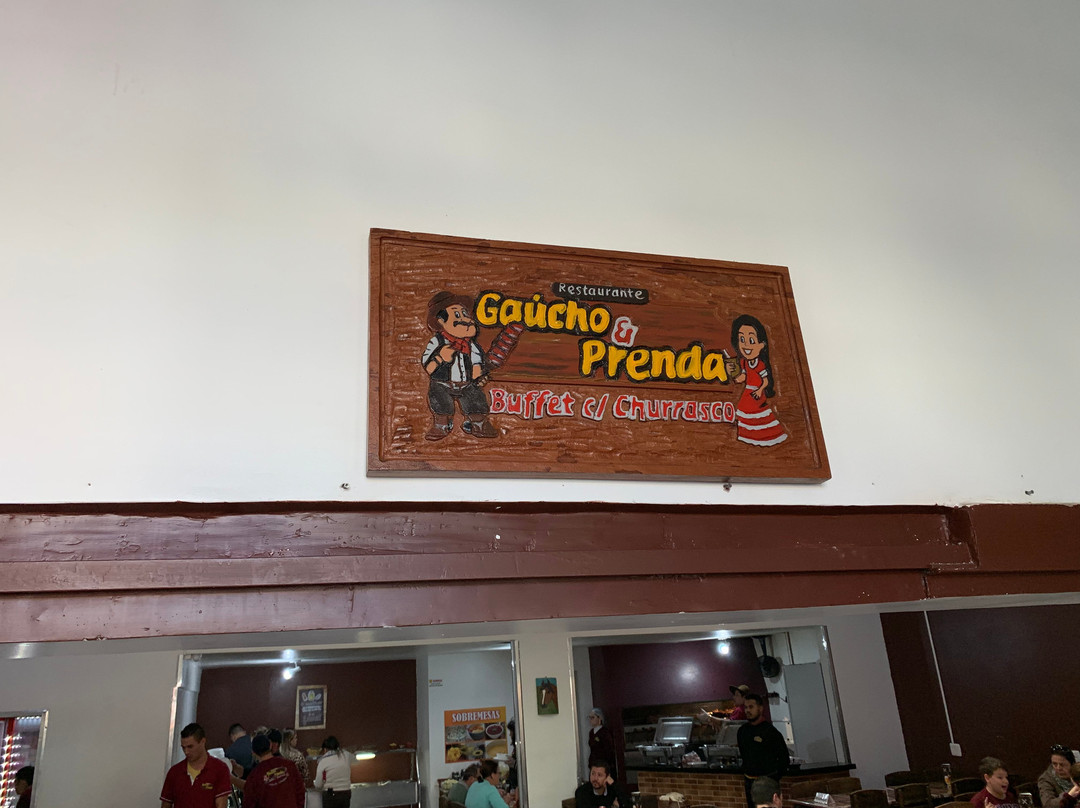 Restaurante
Gaúcho
&
Prenda
Buffet c/ Churrasco
SOBREMESAS